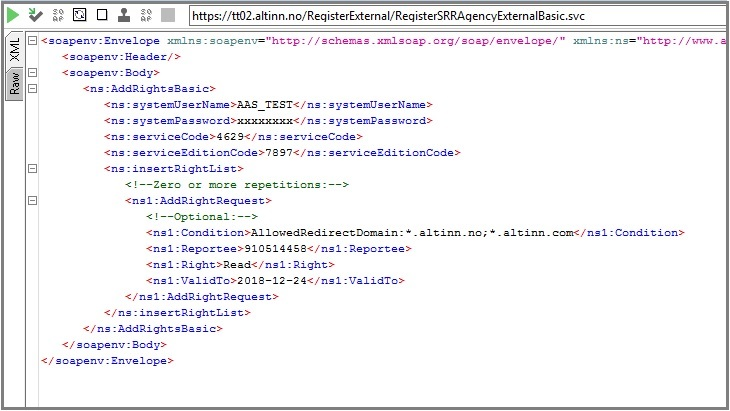 https://tt02.altinn.no/RegisterExternal/RegisterSRRAgencyExternalBasic.svc
XML
Raw
<soapenv:Envelope xmlns:soapenv="http://schemas.xmlsoap.org/soap/envelope/" xmlns:ns="http://www.a
<soapenv:Header/>
<soapenv:Body>
<ns:AddRightsBasic>
<ns:systemUserName>AAS_TEST</ns:systemUserName>
<ns:systemPassword>xxxxxxxx</ns:systemPassword>
<ns:serviceCode>4629</ns:serviceCode>
<ns:serviceEditionCode>7897</ns:serviceEditionCode>
<ns:insertRightList>
<!--Zero or more repetitions:-->
<ns1:AddRightRequest>
<!--Optional:-->
<ns1:Condition>AllowedRedirectDomain:*.altinn.no;*.altinn.com</ns1:Condition>
<ns1:Reportee>910514458</ns1:Reportee>
<ns1:Right>Read</ns1:Right>
<ns1:ValidTo>2018-12-24</ns1:ValidTo>
</ns1:AddRightRequest>
</ns:insertRightList>
</ns:AddRightsBasic>
</soapenv:Body>
</soapenv:Envelope>